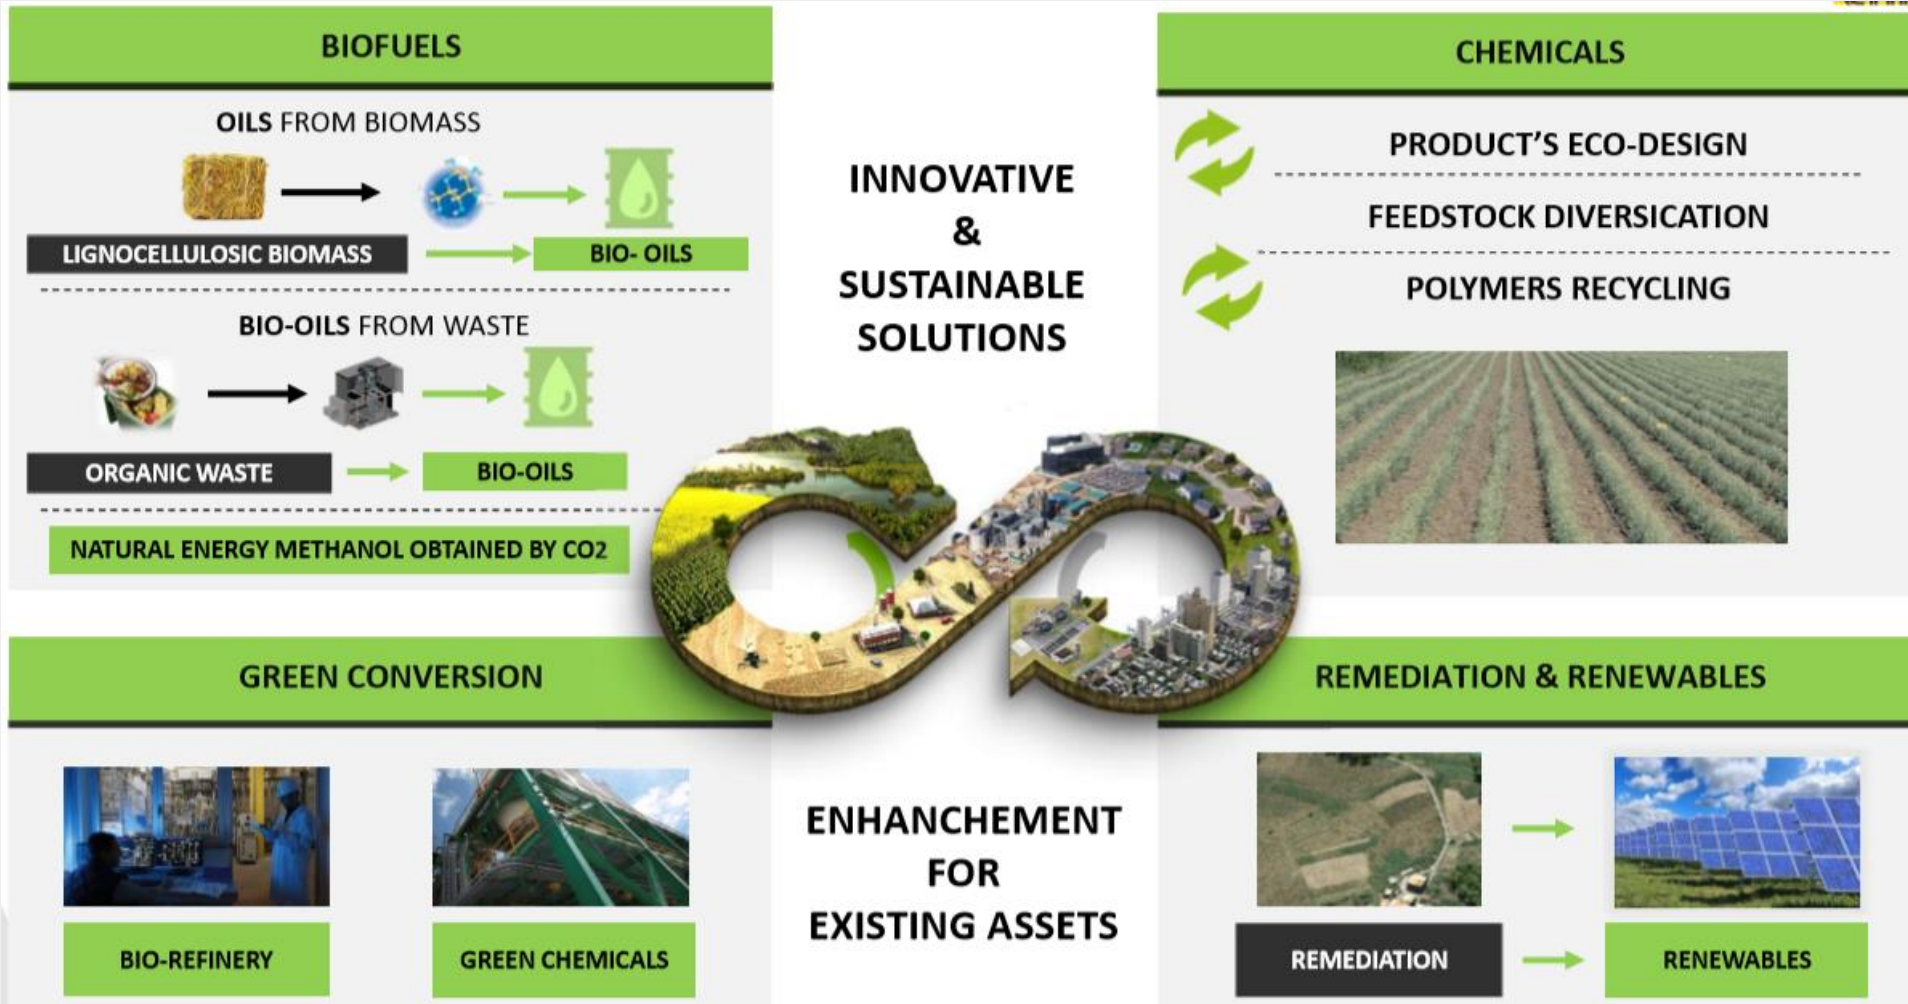 BIOFUELS
OILS FROM BIOMASS
LIGNOCELLULOSIC BIOMASS
BIO- OILS
BIO-OILS FROM WASTE
ORGANIC WASTE
BIO-OILS
NATURAL ENERGY METHANOL OBTAINED BY CO2
INNOVATIVE
&
SUSTAINABLE
SOLUTIONS
CHEMICALS
PRODUCT'S ECO-DESIGN
FEEDSTOCK DIVERSICATION
POLYMERS RECYCLING
GREEN CONVERSION
BIO-REFINERY
GREEN CHEMICALS
ENHANCHEMENT
FOR
EXISTING ASSETS
REMEDIATION & RENEWABLES
REMEDIATION
RENEWABLES